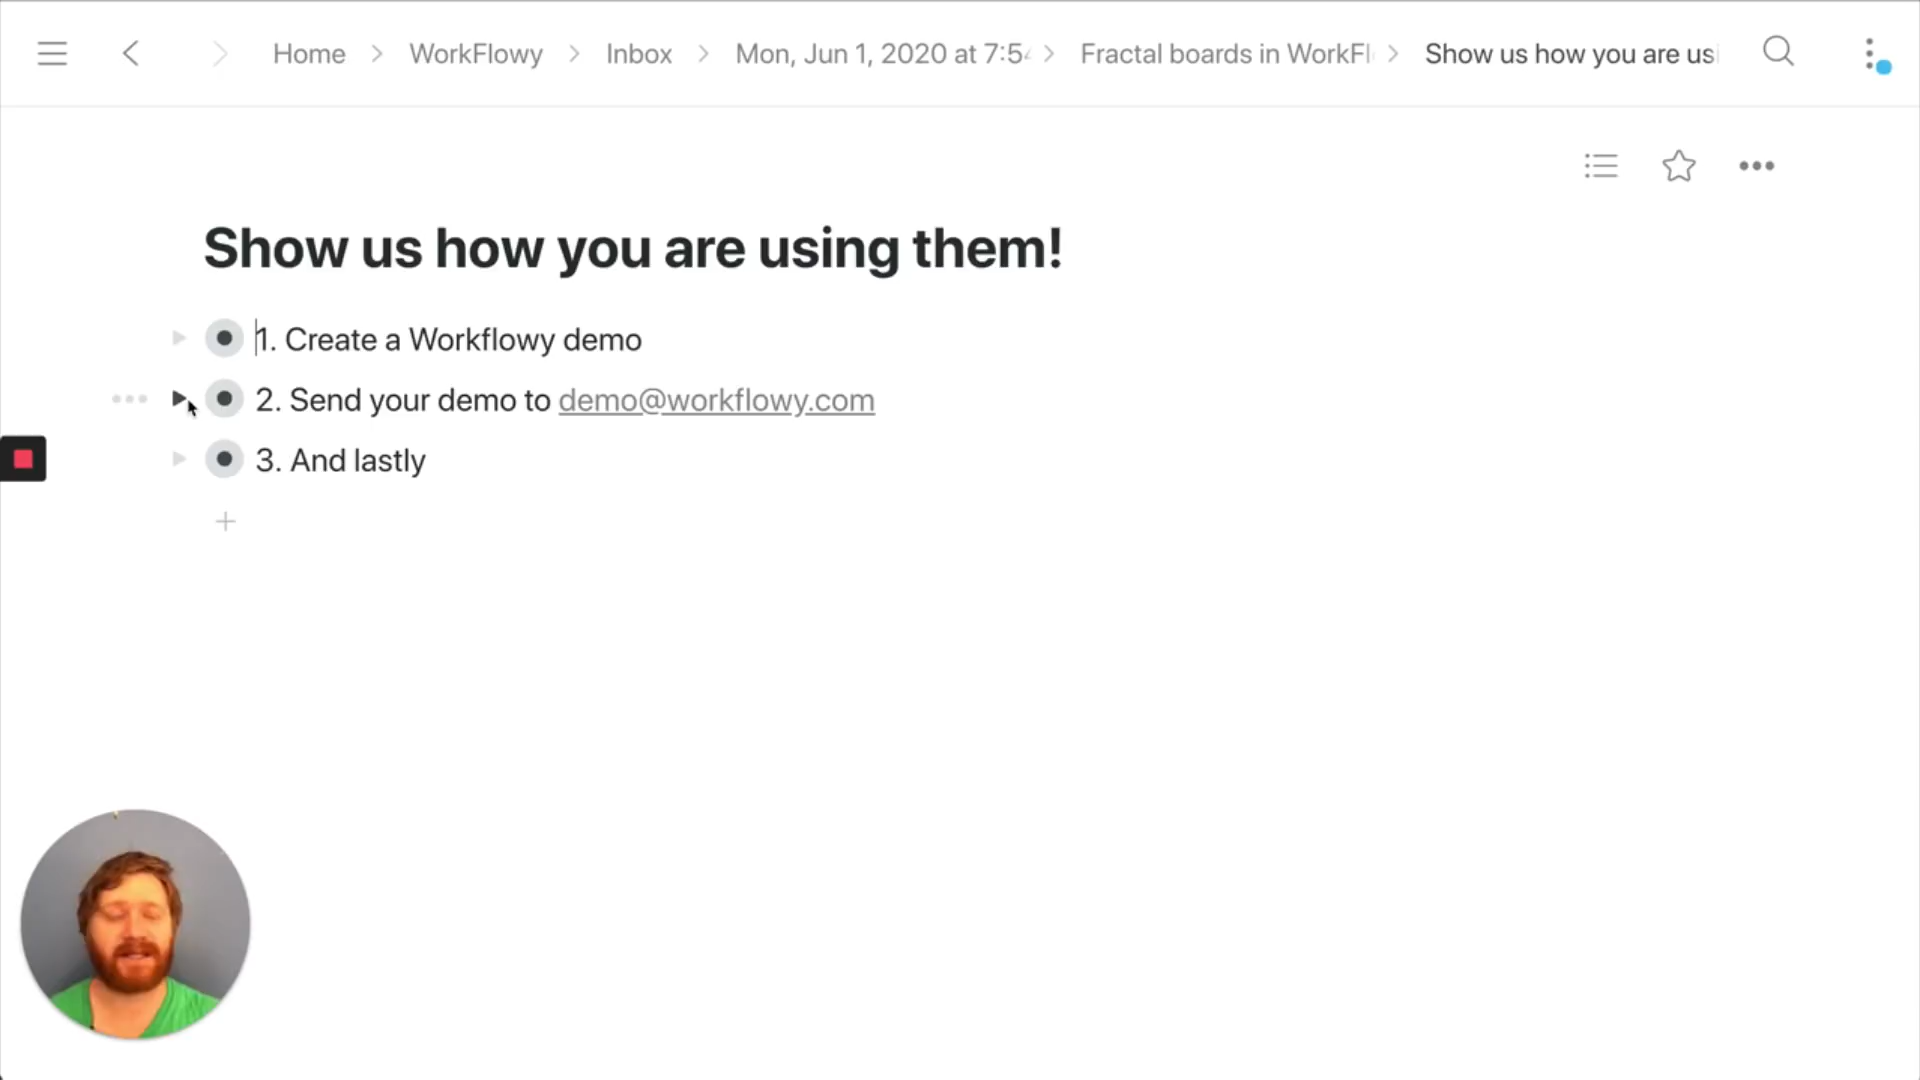 Home > WorkFlowy > Inbox > Mon, Jun 1, 2020 at 7:5 > Fractal boards in WorkFl > Show us how you are us
Show us how you are using them!
1. Create a Workflowy demo
2. Send your demo to demo@workflowy.com
3. And lastly